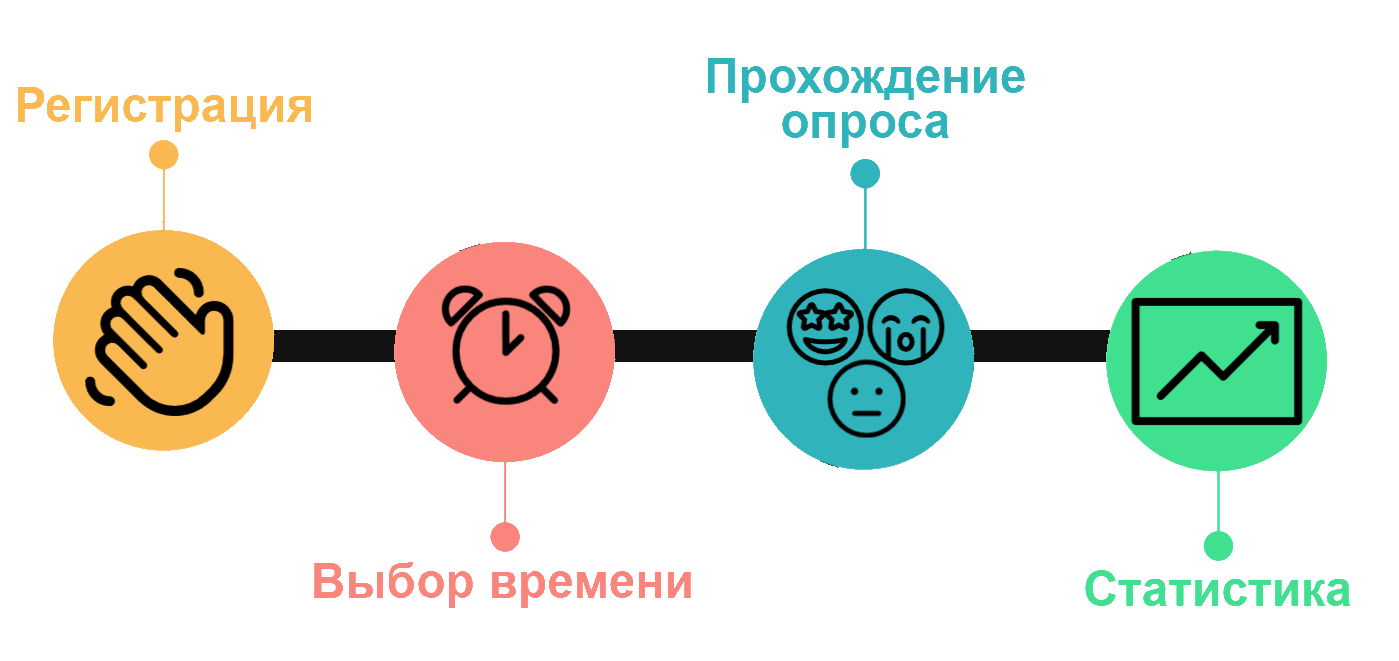 Регистрация
Выбор времени
Прохождение
опроса
Статистика